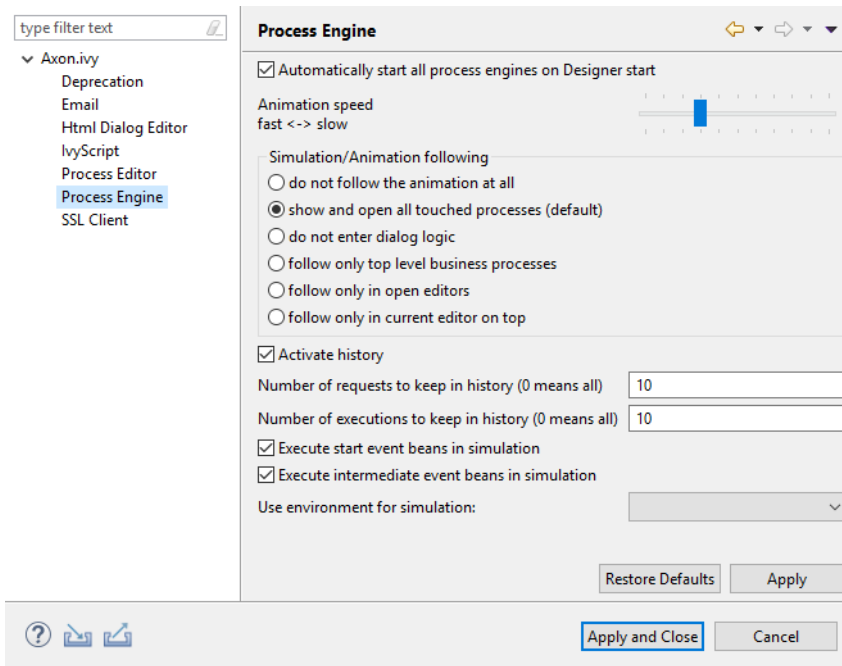 type filter text
Axon.ivy
Deprecation
Email
Html Dialog Editor
IvyScript
Process Editor
Process Engine
SSL Client
Process Engine
Automatically start all process engines on Designer start
Animation speed
fast <-> slow
Simulation/Animation following
do not follow the animation at all
show and open all touched processes (default)
do not enter dialog logic
follow only top level business processes
follow only in open editors
follow only in current editor on top
Activate history
Number of requests to keep in history (0 means all) 10
Number of executions to keep in history (0 means all) 10
Execute start event beans in simulation
Execute intermediate event beans in simulation
Use environment for simulation:
Restore Defaults Apply
? Apply and Close Cancel